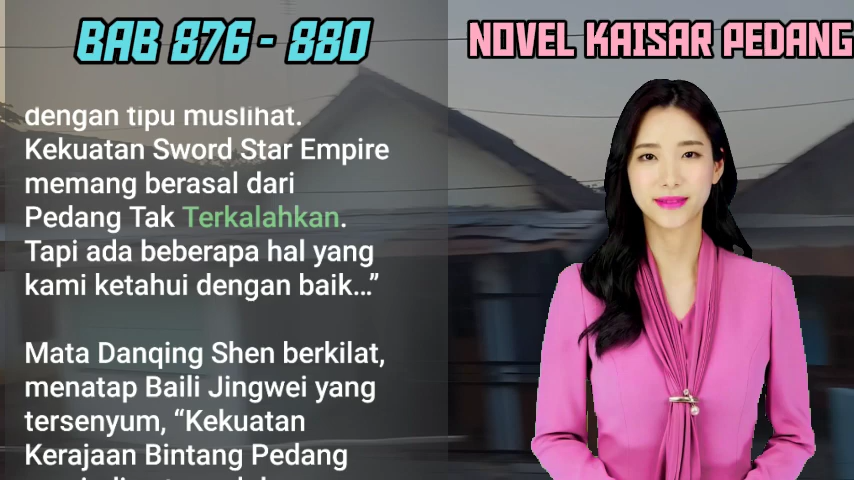 BAB 876 - 880
NOVEL KAISAR PEDANG
dengan tipu muslihat.
Kekuatan Sword Star Empire
memang berasal dari
Pedang Tak Terkalahkan.
Tapi ada beberapa hal yang
kami ketahui dengan baik…”
Mata Danqing Shen berkilat,
menatap Baili Jingwei yang
tersenyum, “Kekuatan
Kerajaan Bintang Pedang